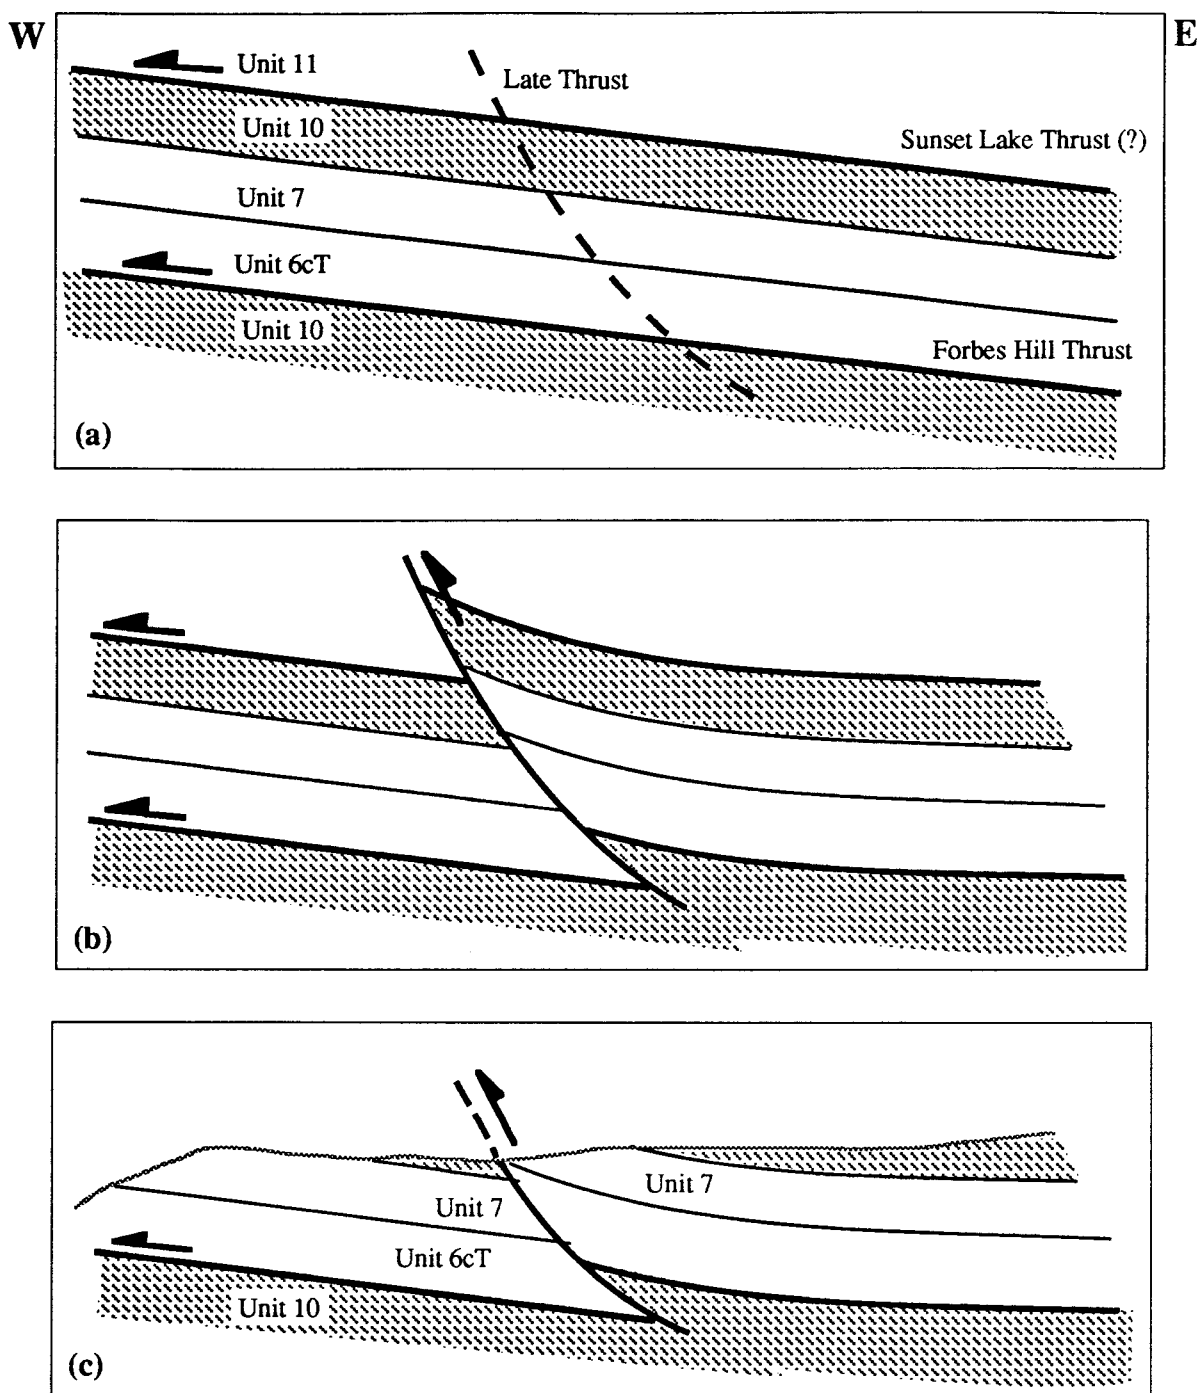 W
E
Unit 11
Late Thrust
Unit 10
Sunset Lake Thrust (?)
Unit 7
Unit 6cT
Unit 10
Forbes Hill Thrust
(a)
(b)
Unit 7
Unit 7
Unit 6cT
Unit 10
(c)